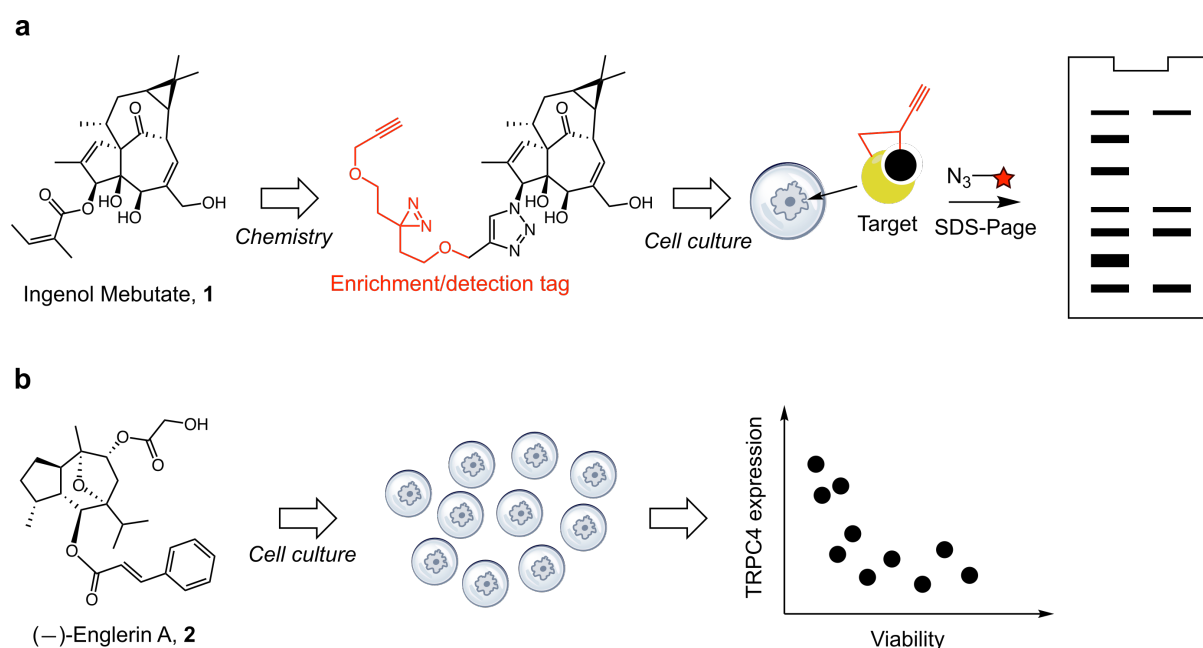 a
O
O
O
HO
HO
OH
Ingenol Mebutate, 1
Chemistry
O
N
N
O
N
N
N
O
HO
HO
OH
Enrichment/detection tag
Cell culture
Target
N3
SDS-Page
b
O
O
OH
O
O
O
(–)-Englerin A, 2
Cell culture
TRPC4 expression
Viability